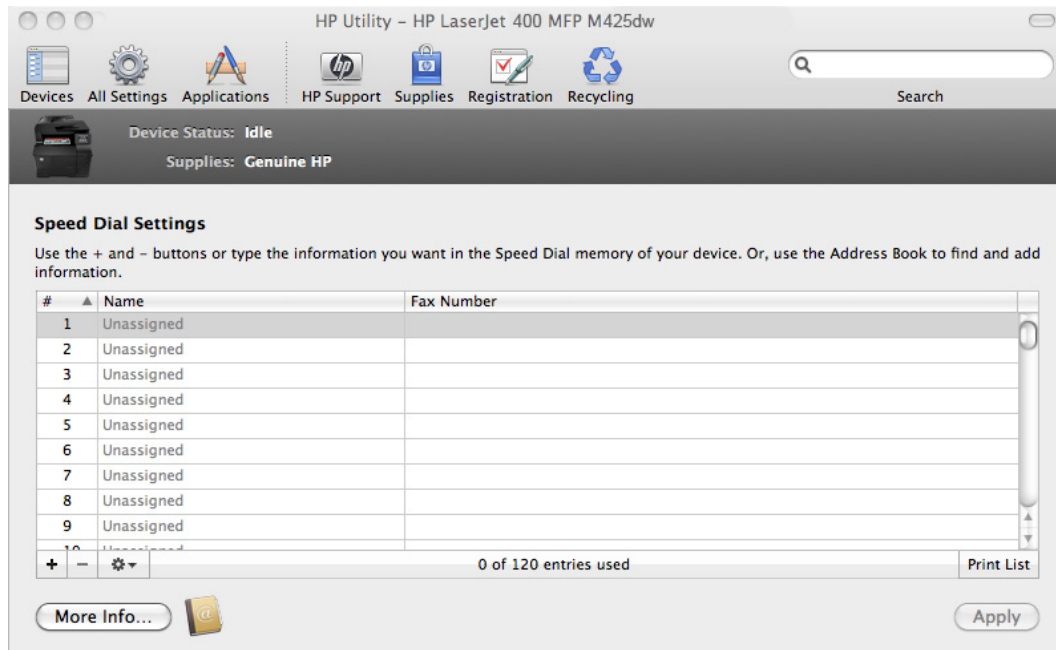 HP Utility – HP LaserJet 400 MFP M425dw
Devices All Settings Applications HP Support Supplies Registration Recycling Search
Device Status: Idle
Supplies: Genuine HP
Speed Dial Settings
Use the + and – buttons or type the information you want in the Speed Dial memory of your device. Or, use the Address Book to find and add
information.
# Name Fax Number
1 Unassigned
2 Unassigned
3 Unassigned
4 Unassigned
5 Unassigned
6 Unassigned
7 Unassigned
8 Unassigned
9 Unassigned
+ – 0 of 120 entries used Print List
More Info... @ Apply